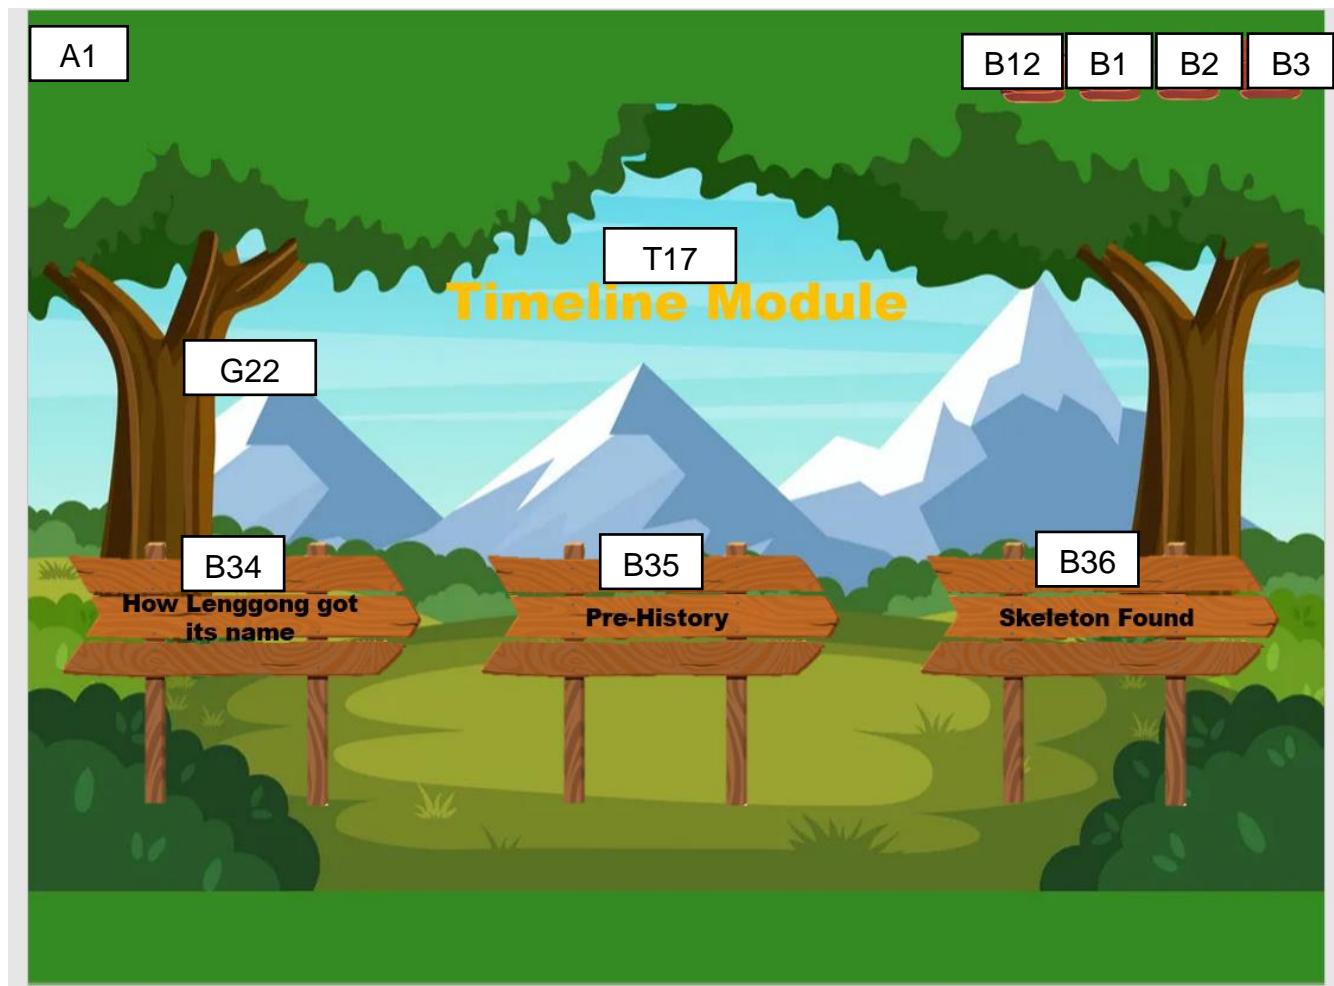 A1
B12 B1 B2 B3
T17
Timeline Module
G22
B34
How Lenggong got
its name
B35
Pre-History
B36
Skeleton Found